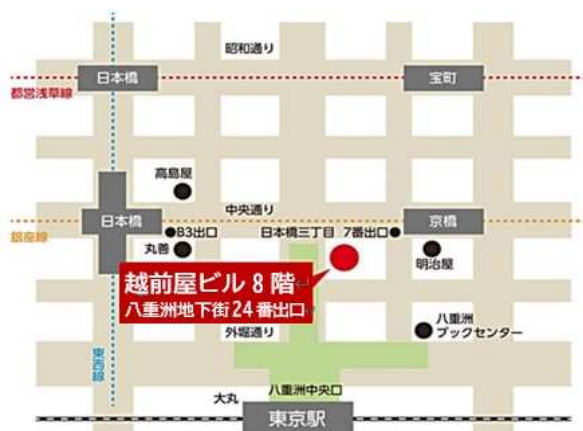 昭和通り
日本橋
宝町
都営浅草線
高島屋
中央通り
日本橋
B3出口
日本橋三丁目 7番出口
京橋
銀座線
丸善
明治屋
越前屋ビル 8 階
八重洲地下街 24 番出口
八重洲
ブックセンター
外堀通り
東西線
大丸
八重洲中央口
東京駅